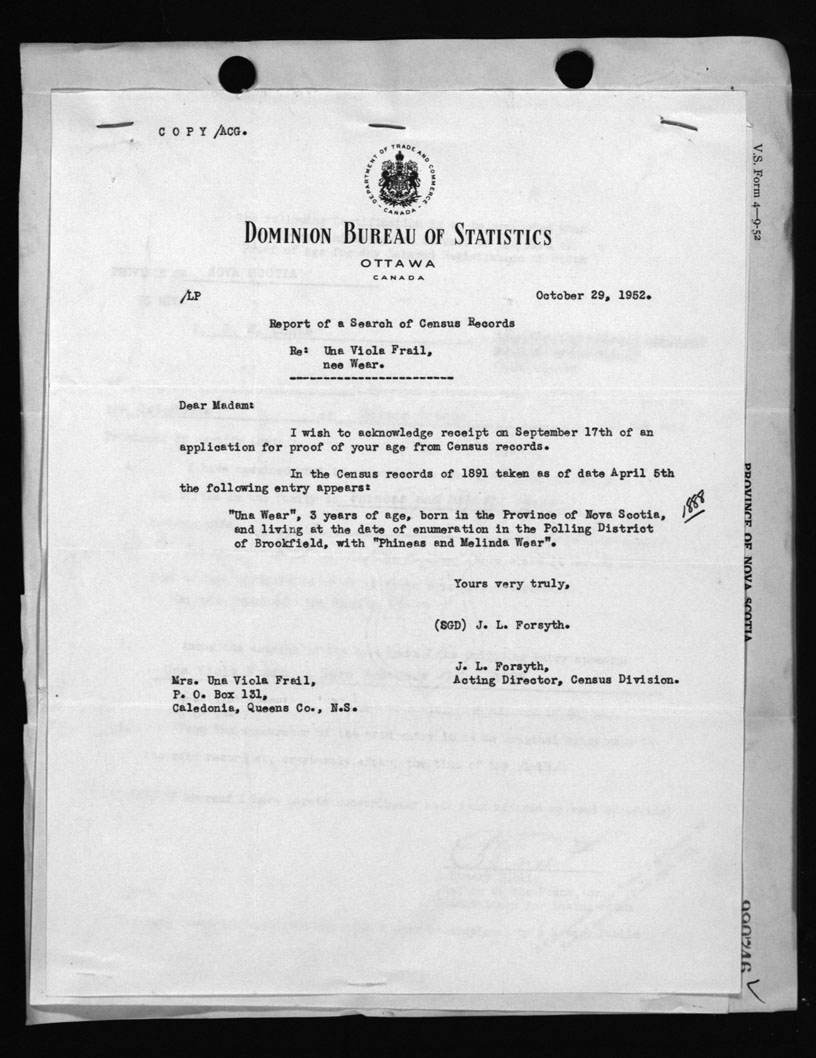 COPY/ACG.
DEPARTMENT OF TRADE AND COMMERCE
CANADA
DOMINION BUREAU OF STATISTICS
OTTAWA
CANADA
/LP October 29, 1952.
Report of a Search of Census Records
Re: Una Viola Frail,
nee Wear.
Dear Madam:
I wish to acknowledge receipt on September 17th of an
application for proof of your age from Census records.
In the Census records of 1891 taken as of date April 5th
the following entry appears:
"Una Wear", 3 years of age, born in the Province of Nova Scotia,
and living at the date of enumeration in the Polling District
of Brookfield, with "Phineas and Melinda Wear".
1888
Yours very truly,
(SGD) J. L. Forsyth.
J. L. Forsyth,
Acting Director, Census Division.
Mrs. Una Viola Frail,
P. O. Box 131,
Caledonia, Queens Co., N.S.
V.S. Form 4—9-52
PROVINCE OF NOVA SCOTIA